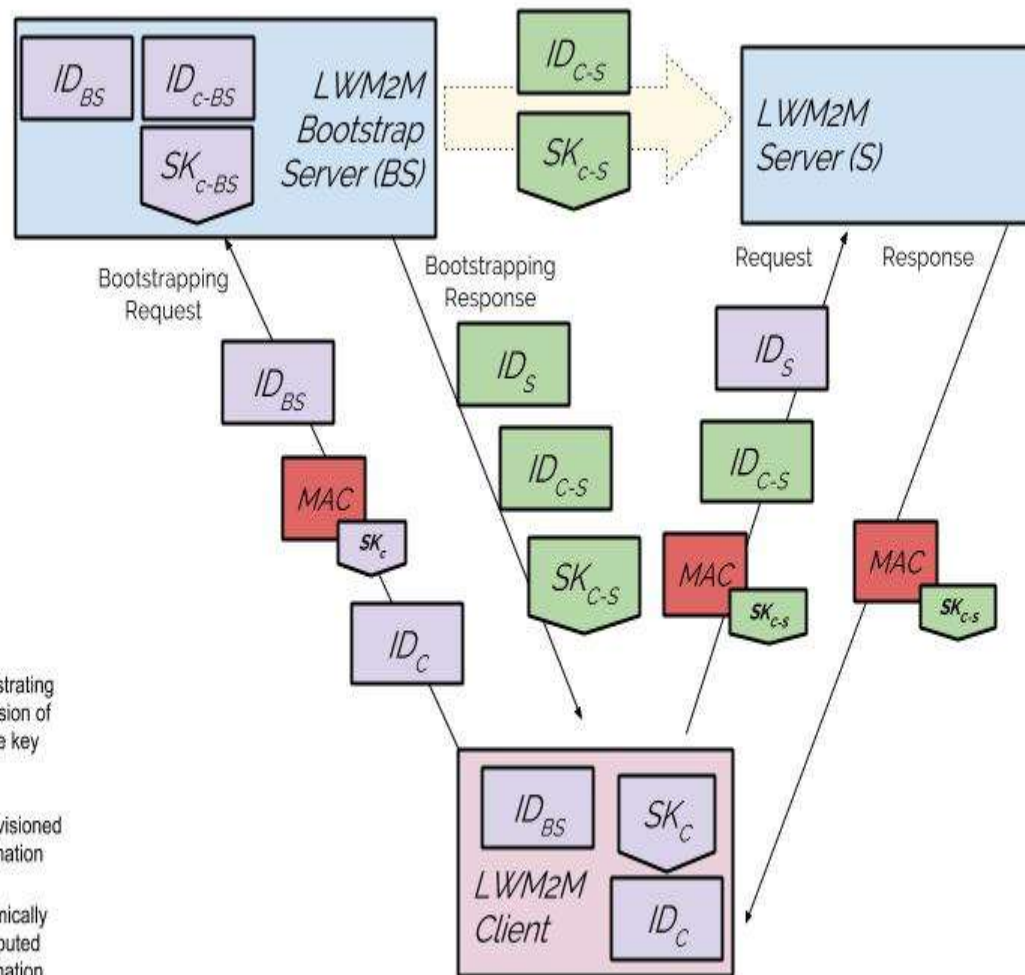 ID_BS
ID_c-BS
SK_c-BS
LWM2M
Bootstrap
Server (BS)
ID_C-S
SK_c-s
LWM2M
Server (S)
Bootstrapping
Request
Bootstrapping
Response
Request
Response
ID_BS
MAC
SK_c
ID_C
ID_S
ID_C-S
SK_C-S
ID_S
ID_C-S
MAC
SK_c-s
MAC
SK_c-s
key
ID_BS
SK_C
LWM2M
Client
ID_C